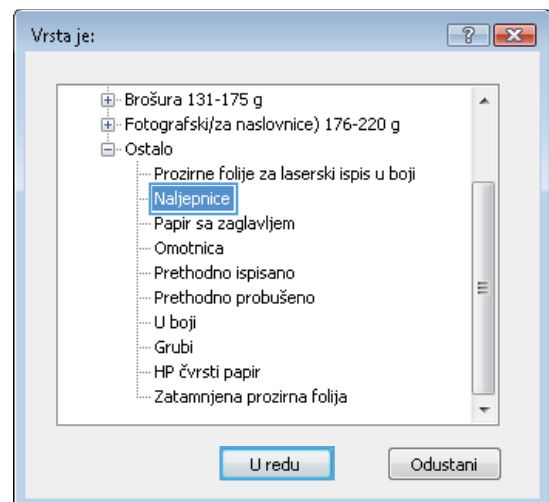 Vrsta je:
Brošura 131-175 g
Fotografski/za naslovnice) 176-220 g
Ostalo
Prozirne folije za laserski ispis u boji
Naljepnice
Papir sa zaglavljem
Omotnica
Prethodno ispisano
Prethodno probušeno
U boji
Grubi
HP čvrsti papir
Zatamnjena prozirna folija
U redu Odustani